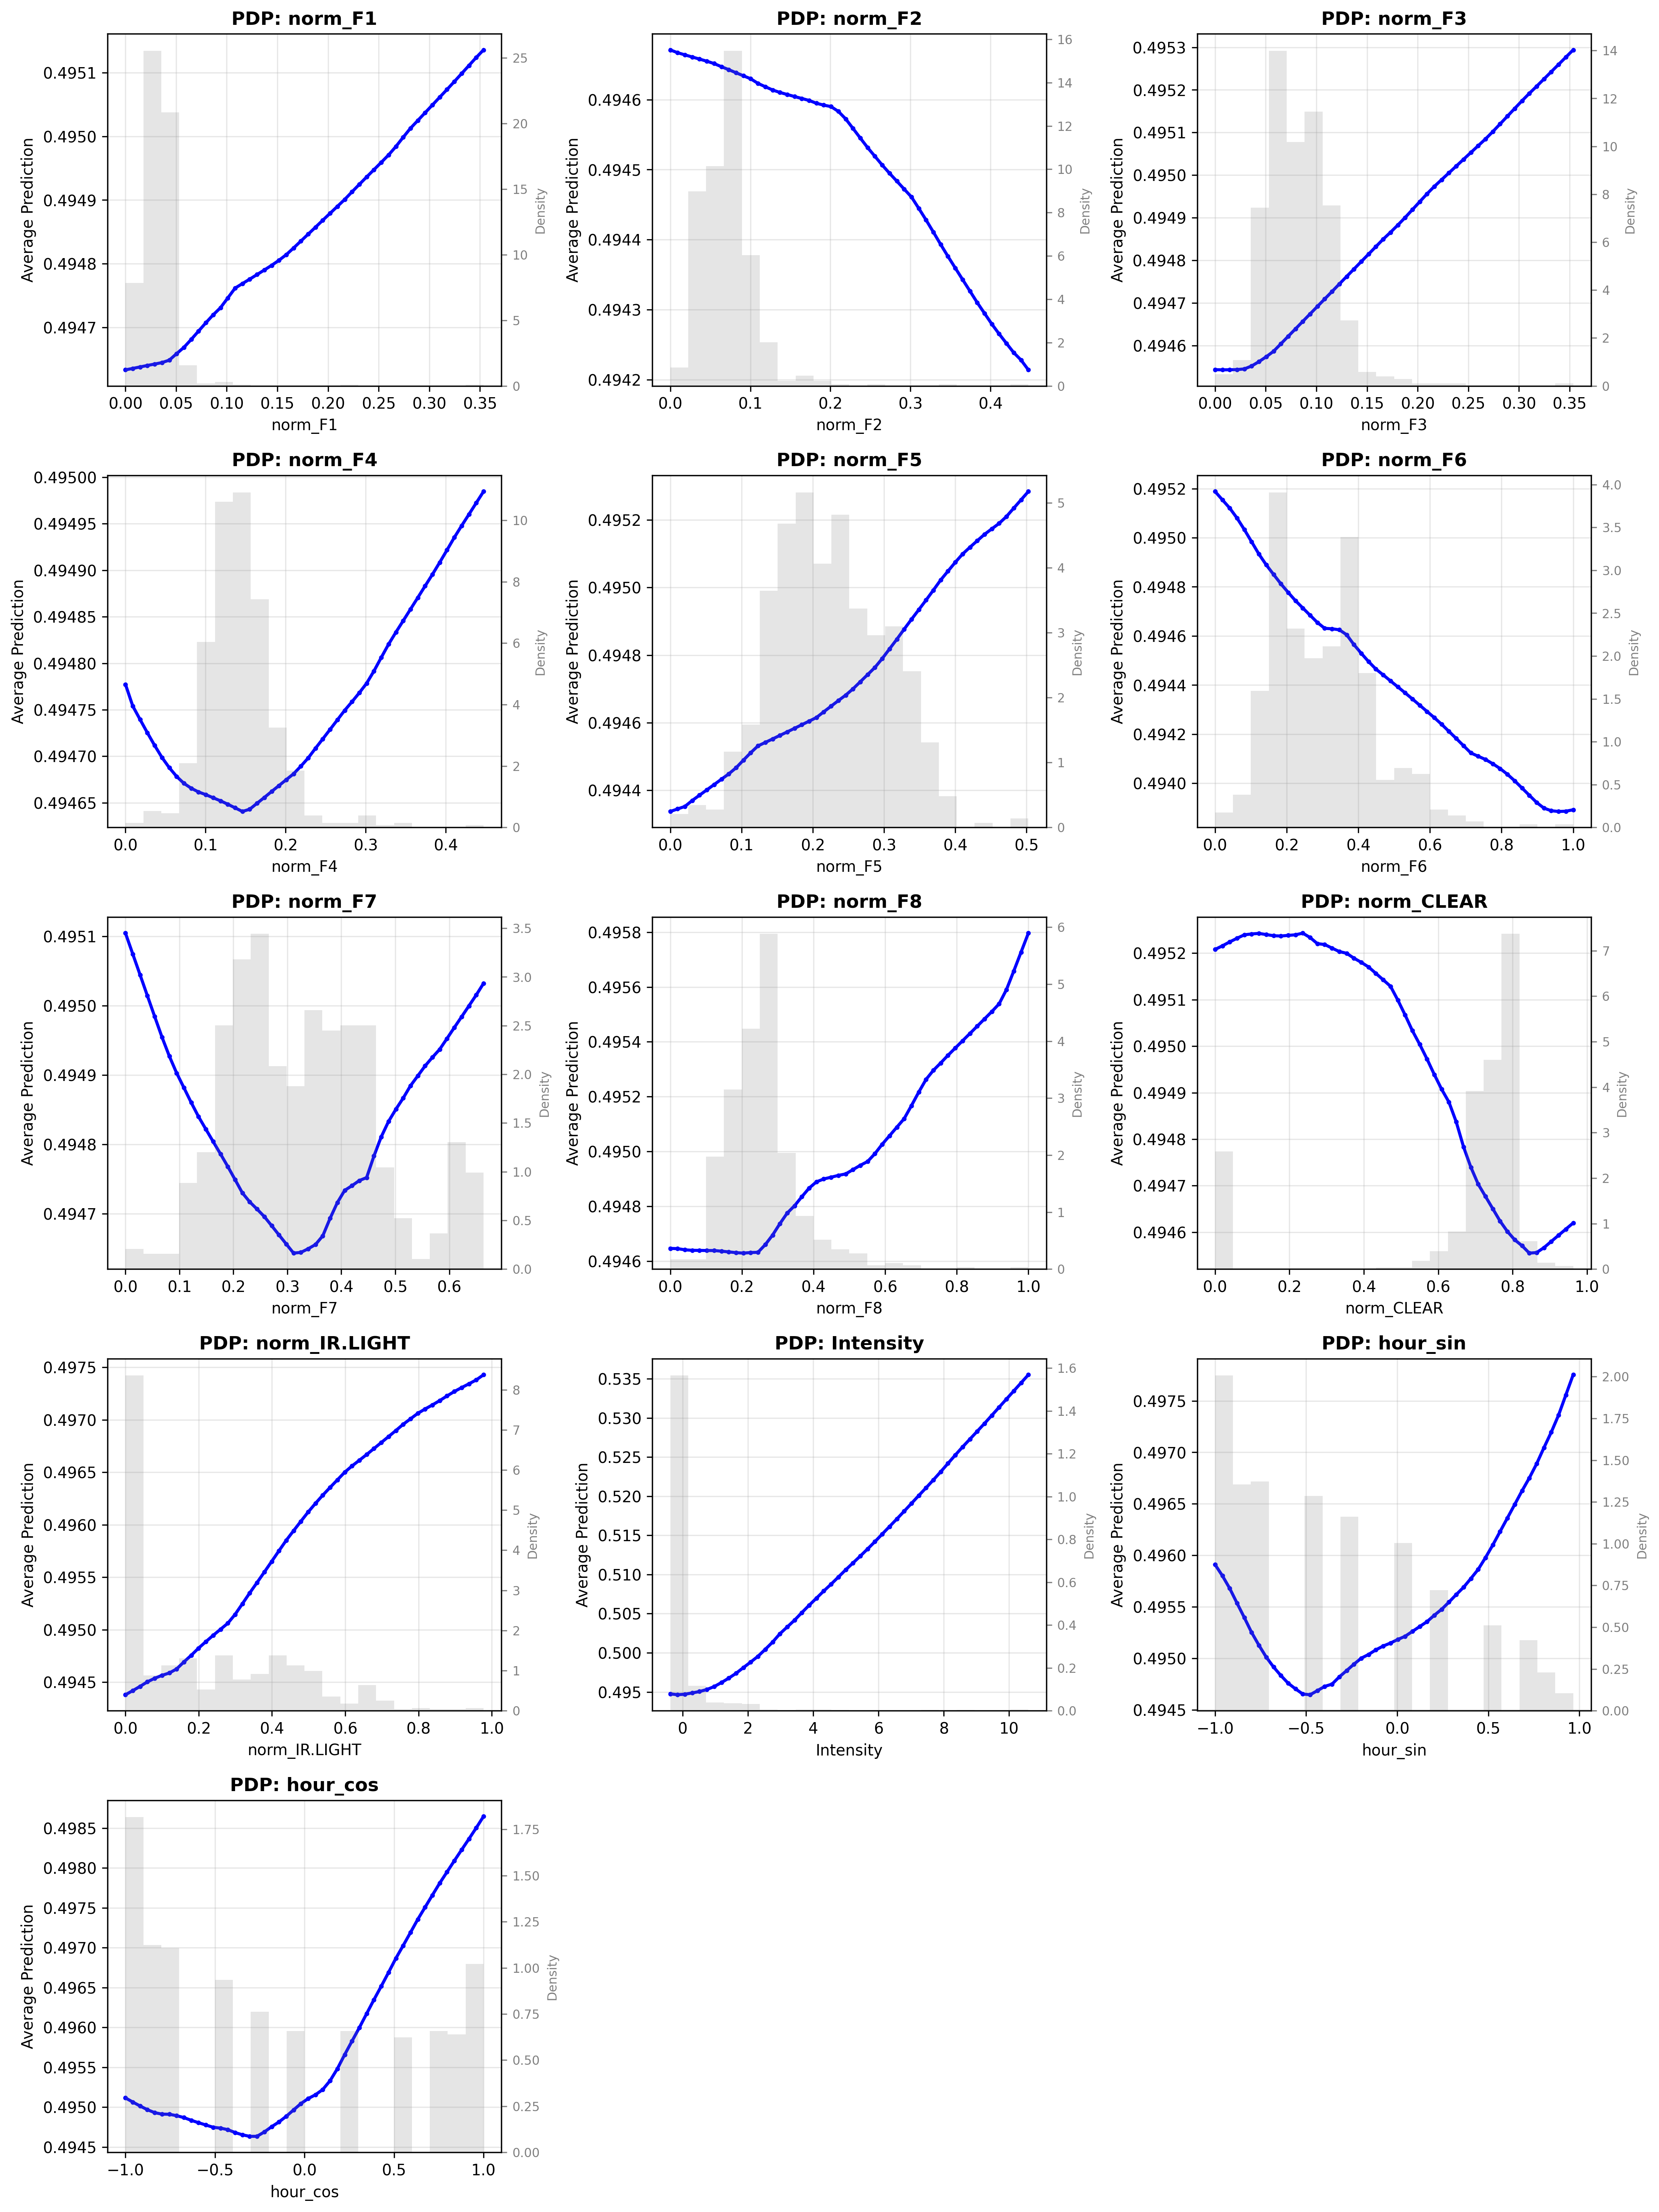 PDP: norm_F1
Average Prediction
0.4951
0.4950
0.4949
0.4948
0.4947
0.00 0.05 0.10 0.15 0.20 0.25 0.30 0.35
norm_F1
25
20
15
10
5
0
Density
PDP: norm_F2
Average Prediction
0.4946
0.4945
0.4944
0.4943
0.4942
0.0 0.1 0.2 0.3 0.4
norm_F2
16
14
12
10
8
6
4
2
0
Density
PDP: norm_F3
Average Prediction
0.4953
0.4952
0.4951
0.4950
0.4949
0.4948
0.4947
0.4946
0.00 0.05 0.10 0.15 0.20 0.25 0.30 0.35
norm_F3
14
12
10
8
6
4
2
0
Density
PDP: norm_F4
Average Prediction
0.49500
0.49495
0.49490
0.49485
0.49480
0.49475
0.49470
0.49465
0.0 0.1 0.2 0.3 0.4
norm_F4
10
8
6
4
2
0
Density
PDP: norm_F5
Average Prediction
0.4952
0.4950
0.4948
0.4946
0.4944
0.0 0.1 0.2 0.3 0.4 0.5
norm_F5
5
4
3
2
1
0
Density
PDP: norm_F6
Average Prediction
0.4952
0.4950
0.4948
0.4946
0.4944
0.4942
0.4940
0.0 0.2 0.4 0.6 0.8 1.0
norm_F6
4.0
3.5
3.0
2.5
2.0
1.5
1.0
0.5
0.0
Density
PDP: norm_F7
Average Prediction
0.4951
0.4950
0.4949
0.4948
0.4947
0.0 0.1 0.2 0.3 0.4 0.5 0.6
norm_F7
3.5
3.0
2.5
2.0
1.5
1.0
0.5
0.0
Density
PDP: norm_F8
Average Prediction
0.4958
0.4956
0.4954
0.4952
0.4950
0.4948
0.4946
0.0 0.2 0.4 0.6 0.8 1.0
norm_F8
6
5
4
3
2
1
0
Density
PDP: norm_CLEAR
Average Prediction
0.4952
0.4951
0.4950
0.4949
0.4948
0.4947
0.4946
0.0 0.2 0.4 0.6 0.8 1.0
norm_CLEAR
7
6
5
4
3
2
1
0
Density
PDP: norm_IR.LIGHT
Average Prediction
0.4975
0.4970
0.4965
0.4960
0.4955
0.4950
0.4945
0.0 0.2 0.4 0.6 0.8 1.0
norm_IR.LIGHT
8
7
6
5
4
3
2
1
0
Density
PDP: Intensity
Average Prediction
0.535
0.530
0.525
0.520
0.515
0.510
0.505
0.500
0.495
0 2 4 6 8 10
Intensity
1.6
1.4
1.2
1.0
0.8
0.6
0.4
0.2
0.0
Density
PDP: hour_sin
Average Prediction
0.4975
0.4970
0.4965
0.4960
0.4955
0.4950
0.4945
−1.0 −0.5 0.0 0.5 1.0
hour_sin
2.00
1.75
1.50
1.25
1.00
0.75
0.50
0.25
0.00
Density
PDP: hour_cos
Average Prediction
0.4985
0.4980
0.4975
0.4970
0.4965
0.4960
0.4955
0.4950
0.4945
−1.0 −0.5 0.0 0.5 1.0
hour_cos
1.75
1.50
1.25
1.00
0.75
0.50
0.25
0.00
Density